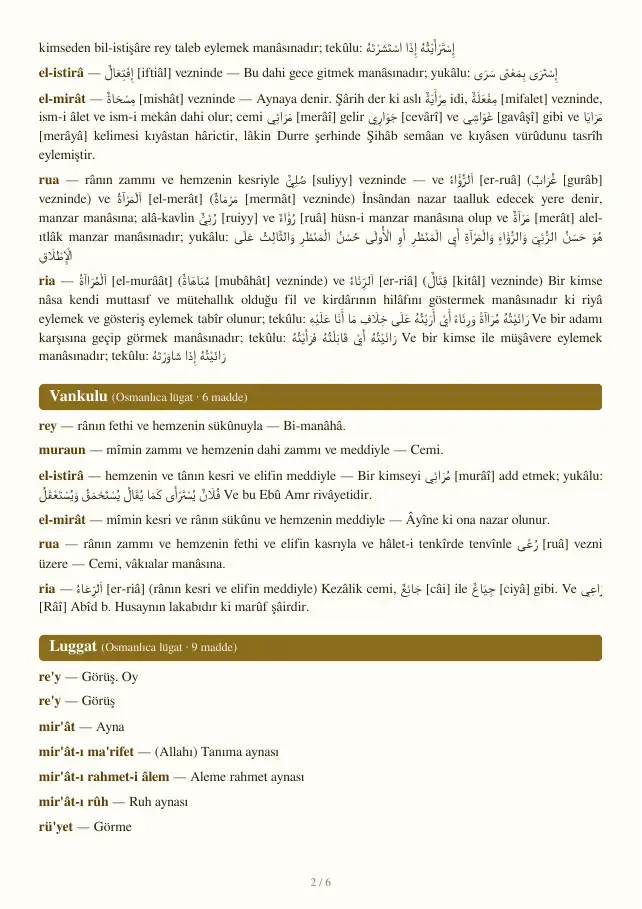 kimseden bil-istişâre rey taleb eylemek manâsınadır; tekûlu: إِسْتَرْأَيْتُهُ إِذَا اسْتَشَرْتَهُ
el-istirâ — إِفْتِعَالٌ [iftiâl] vezninde — Bu dahi gece gitmek manâsınadır; yukâlu: إِسْتَرَى بِمَعْنَى سَرَى
el-mirât — مِسْحَاةٌ [mishât] vezninde — Aynaya denir. Şârih der ki aslı مِرْأَيَةٌ idi, مِفْعَلَةٌ [mifalet] vezninde,
ism-i âlet ve ism-i mekân dahi olur; cemi مَرَائِي [merâî] gelir جَوَارِي [cevârî] ve غَوَاشِي [gavâşî] gibi ve مَرَايَا
[merâyâ] kelimesi kıyâstan hârictir, lâkin Durre şerhinde Şihâb semâan ve kıyâsen vürûdunu tasrîh
eylemiştir.
rua — rânın zammı ve hemzenin kesriyle صُلِيٌّ [suliyy] vezninde — ve اَلرُّؤَاءُ [er-ruâ] (غُرَابٌ [gurâb]
vezninde) ve اَلْمَرْآةُ [el-merât] (مَرْمَاةٌ [mermât] vezninde) İnsândan nazar taalluk edecek yere denir,
manzar manâsına; alâ-kavlin رُئِيٌّ [ruiyy] ve رُؤَاءٌ [ruâ] hüsn-i manzar manâsına olup ve مَرْآةٌ [merât] alel-
ıtlâk manzar manâsınadır; yukâlu: هُوَ حَسَنُ الرُّئِيِّ وَالرُّؤَاءِ وَالْمَرْآةِ أَيِ الْمَنْظَرِ أَوِ الْأُولَى حُسْنُ الْمَنْظَرِ وَالثَّالِثُ عَلَى
الْإِطْلَاقِ
ria — اَلْمُرَاآةُ [el-murâât] (مُبَاهَاةٌ [mubâhât] vezninde) ve اَلرِّئَاءُ [er-riâ] (قِتَالٌ [kitâl] vezninde) Bir kimse
nâsa kendi muttasıf ve mütehallık olduğu fil ve kirdârının hilâfını göstermek manâsınadır ki riyâ
eylemek ve gösteriş eylemek tabîr olunur; tekûlu: رَائَيْتُهُ مُرَاآةً وَرِئَاءً أَيْ أَرَيْتُهُ عَلَى خِلَافِ مَا أَنَا عَلَيْهِ Ve bir adamı
karşısına geçip görmek manâsınadır; tekûlu: رَائَيْتُهُ أَيْ قَابَلْتُهُ فَرَأَيْتُهُ Ve bir kimse ile müşâvere eylemek
manâsınadır; tekûlu: رَائَيْتُهُ إِذَا شَاوَرْتَهُ
Vankulu (Osmanlıca lügat · 6 madde)
rey — rânın fethi ve hemzenin sükûnuyla — Bi-manâhâ.
muraun — mîmin zammı ve hemzenin dahi zammı ve meddiyle — Cemi.
el-istirâ — hemzenin ve tânın kesri ve elifin meddiyle — Bir kimseyi مُرَائِي [murâî] add etmek; yukâlu:
فُلَانٌ يُسْتَرْأَى كَمَا يُقَالُ يُسْتَحْمَقُ وَيُسْتَعْقَلُ Ve bu Ebû Amr rivâyetidir.
el-mirât — mîmin kesri ve rânın sükûnu ve hemzenin meddiyle — Âyîne ki ona nazar olunur.
rua — rânın zammı ve hemzenin fethi ve elifin kasrıyla ve hâlet-i tenkîrde tenvînle رُعًى [ruâ] vezni
üzere — Cemi, vâkıalar manâsına.
ria — اَلرِّعَاءُ [er-riâ] (rânın kesri ve elifin meddiyle) Kezâlik cemi, جَائِعٌ [câi] ile جِيَاعٌ [ciyâ] gibi. Ve رَاعِي
[Râî] Abîd b. Husaynın lakabıdır ki marûf şâirdir.
Luggat (Osmanlıca lügat · 9 madde)
re'y — Görüş. Oy
re'y — Görüş
mir'ât — Ayna
mir'ât-ı ma'rifet — (Allahı) Tanıma aynası
mir'ât-ı rahmet-i âlem — Aleme rahmet aynası
mir'ât-ı rûh — Ruh aynası
rü'yet — Görme
2 / 6